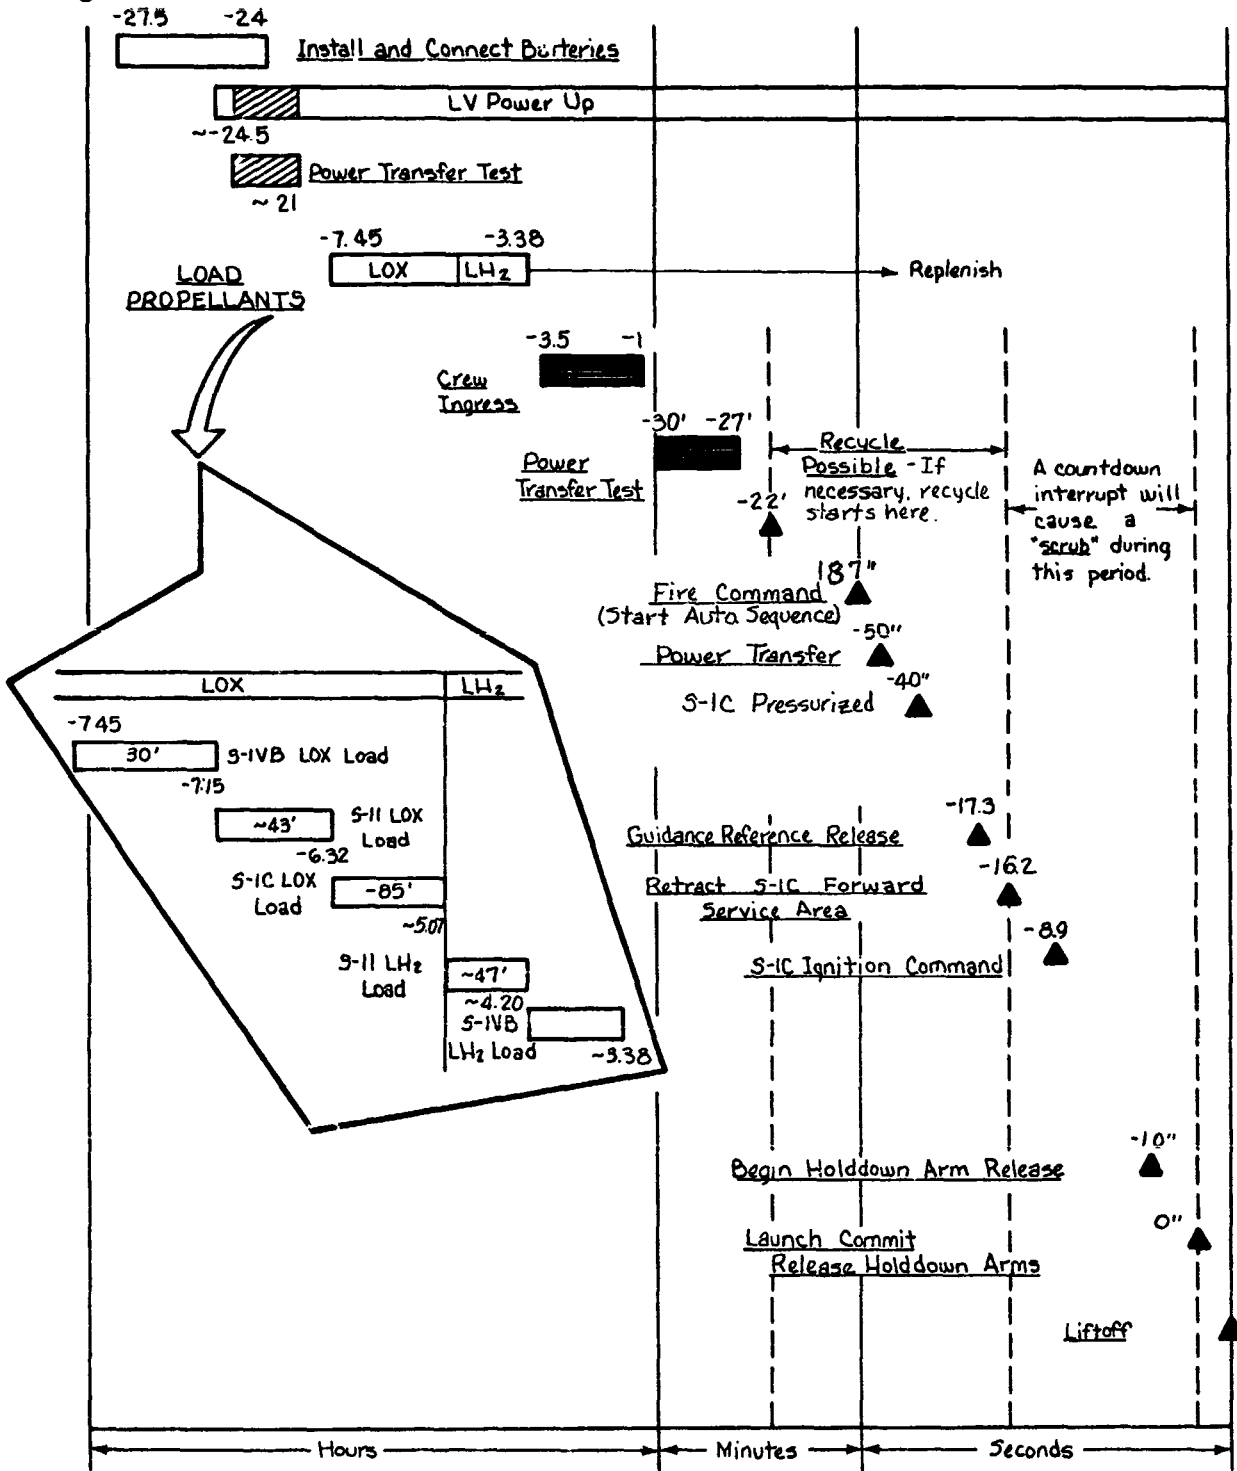 -27.5 -24
Install and Connect Batteries
LV Power Up
~-24.5
Power Transfer Test
~ 21
-7.45 -3.38
LOX LH2
Replenish
LOAD
PROPELLANTS
-3.5 -1
Crew
Ingress
-30' -27'
Power
Transfer Test
Recycle
Possible - If
necessary, recycle
starts here.
-22'
A countdown
interrupt will
cause a
"scrub" during
this period.
187"
Fire Command
(Start Auto Sequence)
-50"
Power Transfer
-40"
S-IC Pressurized
LOX LH2
-745
30' S-IVB LOX Load
-7:15
~43' S-II LOX
Load
-6.32
S-IC LOX
Load
-85'
~5.07
S-II LH2
Load
~47'
~4.20
S-IVB
LH2 Load
~3.38
-17.3
Guidance Reference Release
-16.2
Retract S-IC Forward
Service Area
-8.9
S-IC Ignition Command
-10"
Begin Holddown Arm Release
0"
Launch Commit
Release Holddown Arms
Liftoff
Hours Minutes Seconds